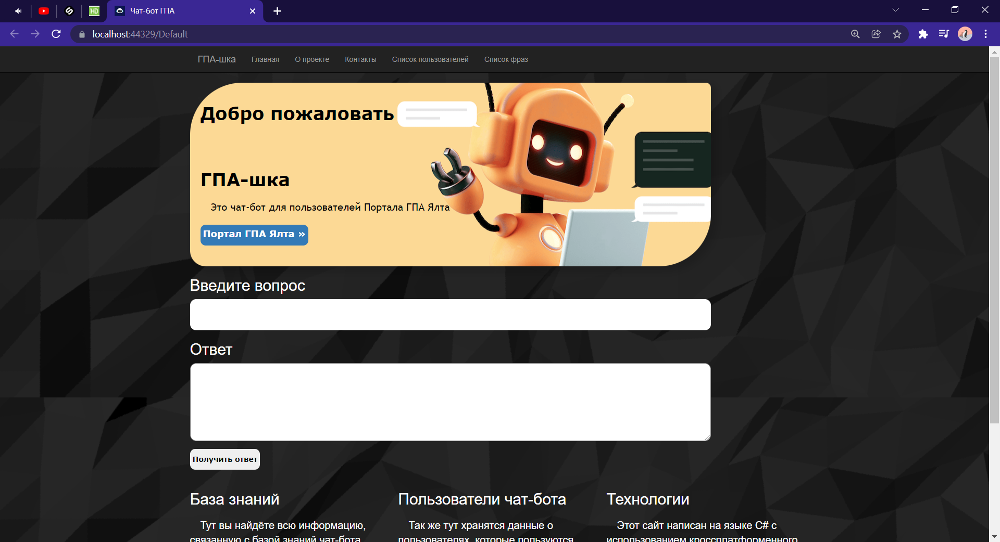 HD
Чат-бот ГПА
localhost:44329/Default
ГПА-шка Главная О проекте Контакты Список пользователей Список фраз
Добро пожаловать
ГПА-шка
Это чат-бот для пользователей Портала ГПА Ялта
Портал ГПА Ялта »
Введите вопрос
Ответ
Получить ответ
База знаний
Тут вы найдёте всю информацию,
связанную с базой знаний чат-бота
Пользователи чат-бота
Так же тут хранятся данные о
пользователях, которые пользуются
Технологии
Этот сайт написан на языке C# с
использованием кроссплатформенного